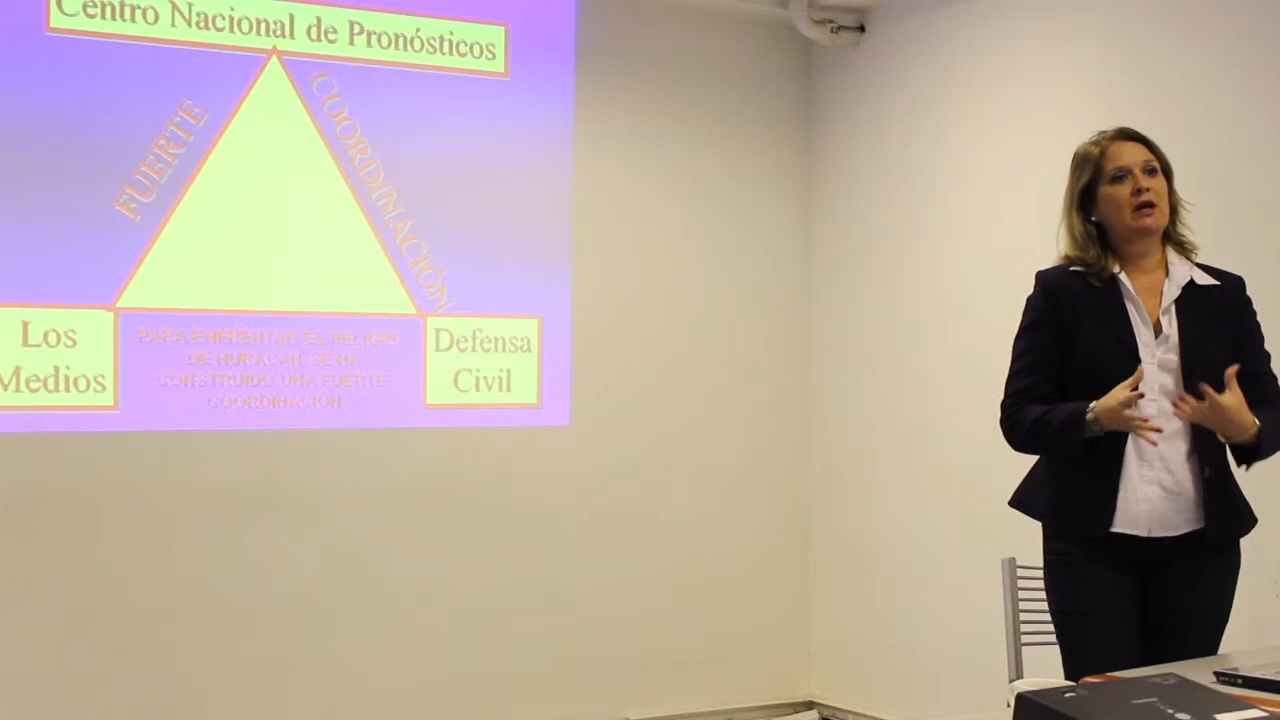 Centro Nacional de Pronósticos
FUERTE
COORDINACIÓN
Los
Medios
PARA ENFRENTAR EL PELIGRO
DE HURACAN SE HA
CONSTRUIDO UNA FUERTE
COORDINACIÓN
Defensa
Civil